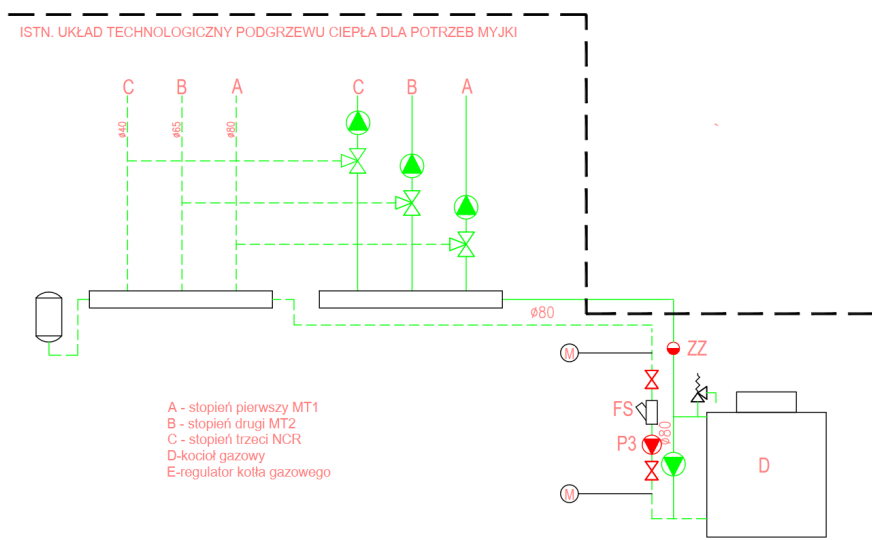 ISTN. UKŁAD TECHNOLOGICZNY PODGRZEWU CIEPŁA DLA POTRZEB MYJKI
C B A C B A
ø40 ø65 ø80
ø80
M
ZZ
FS
ø80
P3
D
M
A - stopień pierwszy MT1
B - stopień drugi MT2
C - stopień trzeci NCR
D-kocioł gazowy
E-regulator kotła gazowego